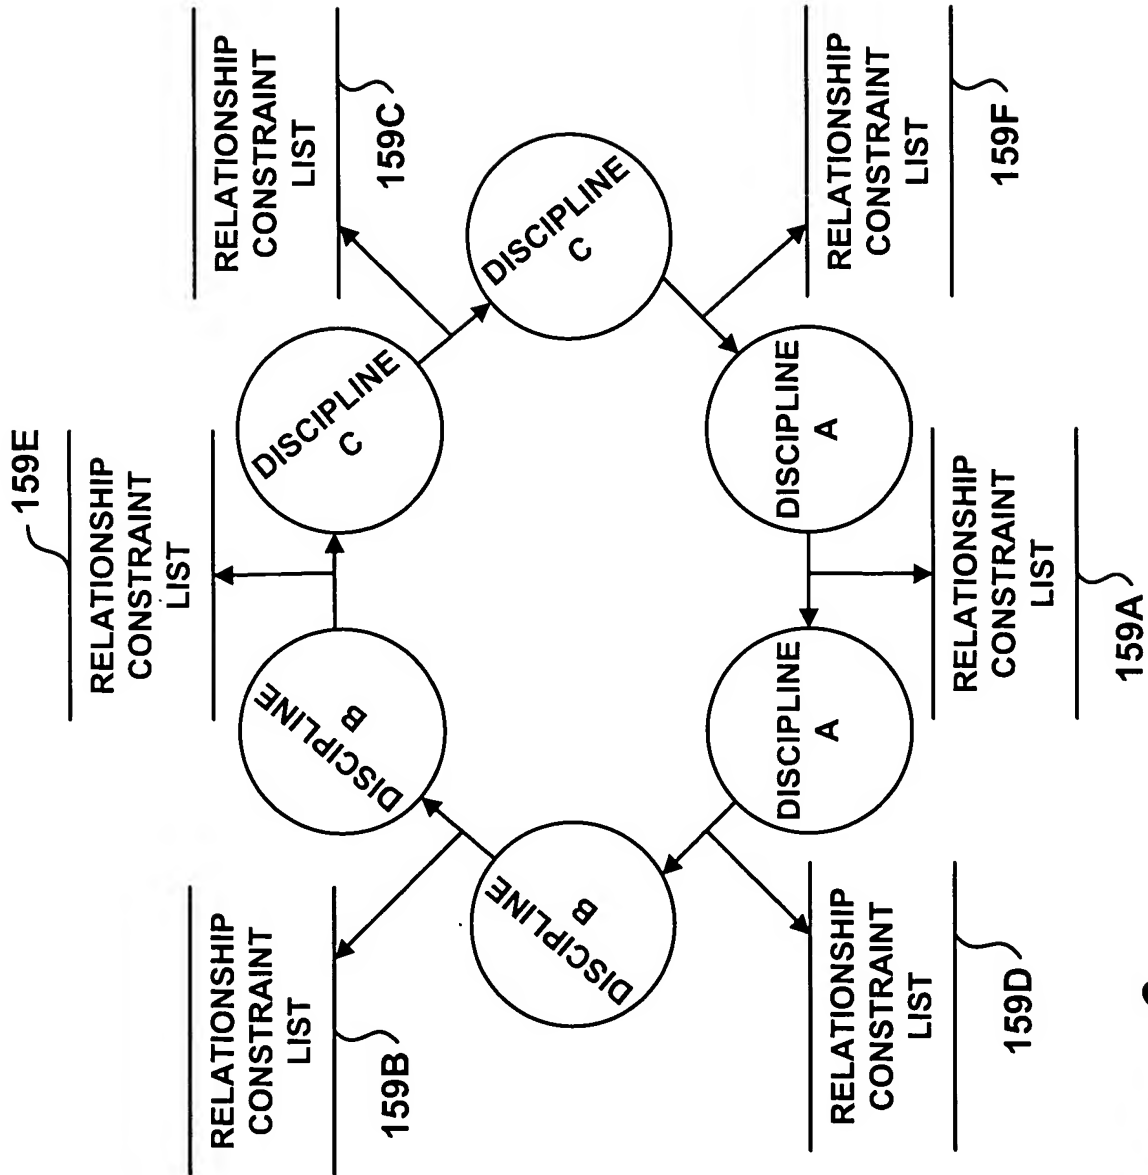 159E
RELATIONSHIP
CONSTRAINT
LIST
RELATIONSHIP
CONSTRAINT
LIST
159B
RELATIONSHIP
CONSTRAINT
LIST
159C
DISCIPLINE
B
DISCIPLINE
C
DISCIPLINE
B
DISCIPLINE
C
DISCIPLINE
A
DISCIPLINE
A
RELATIONSHIP
CONSTRAINT
LIST
159D
RELATIONSHIP
CONSTRAINT
LIST
159F
RELATIONSHIP
CONSTRAINT
LIST
159A